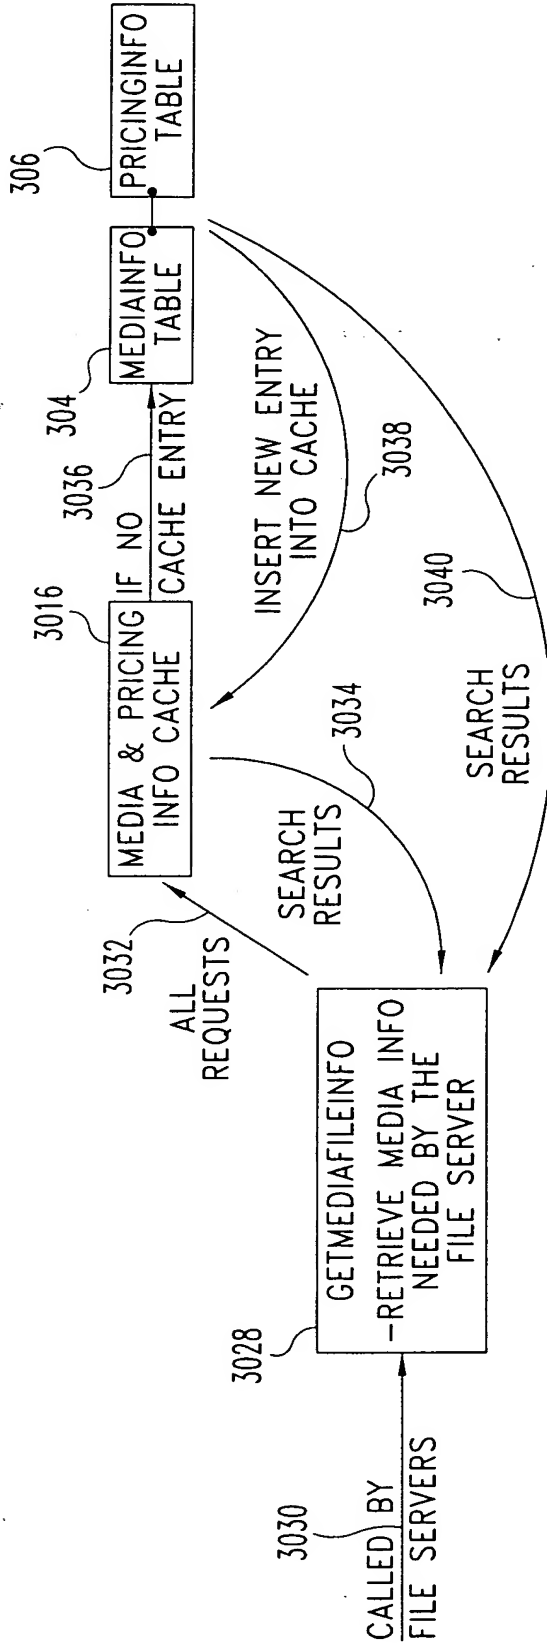 CALLED BY
FILE SERVERS
3030
3028
GETMEDIAFILEINFO
-RETRIEVE MEDIA INFO
NEEDED BY THE
FILE SERVER
ALL
REQUESTS
3032
SEARCH
RESULTS
3034
MEDIA & PRICING
INFO CACHE
3016
IF NO
CACHE ENTRY
3036
INSERT NEW ENTRY
INTO CACHE
3038
SEARCH
RESULTS
3040
304
MEDIAINFO
TABLE
306
PRICINGINFO
TABLE